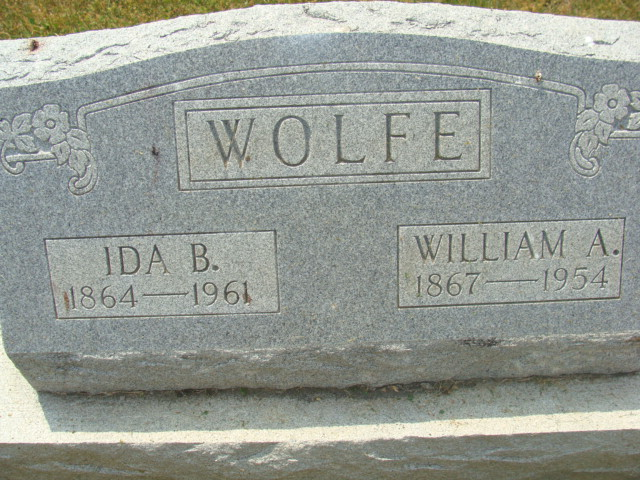 WOLFE
IDA B.
1864—1961
WILLIAM A.
1867—1954